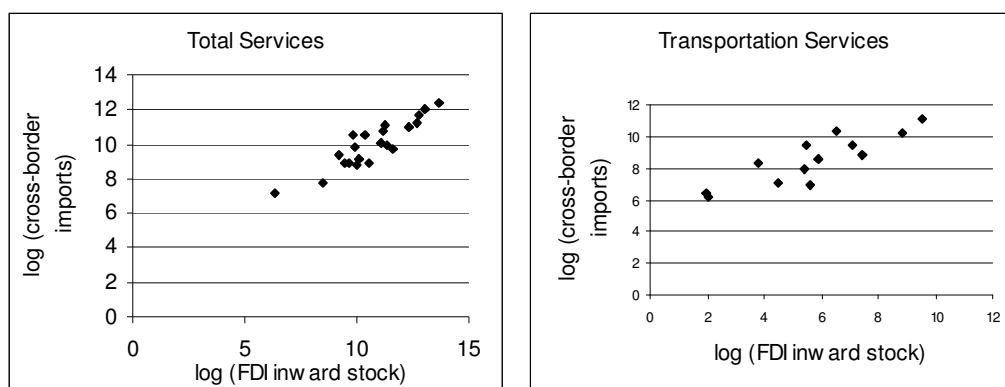 Total Services
log (cross-border
imports)
14
12
10
8
6
4
2
0
0 5 10 15
log (FDI inw ard stock)
Transportation Services
log (cross-border
imports)
12
10
8
6
4
2
0
0 2 4 6 8 10 12
log (FDI inw ard stock)